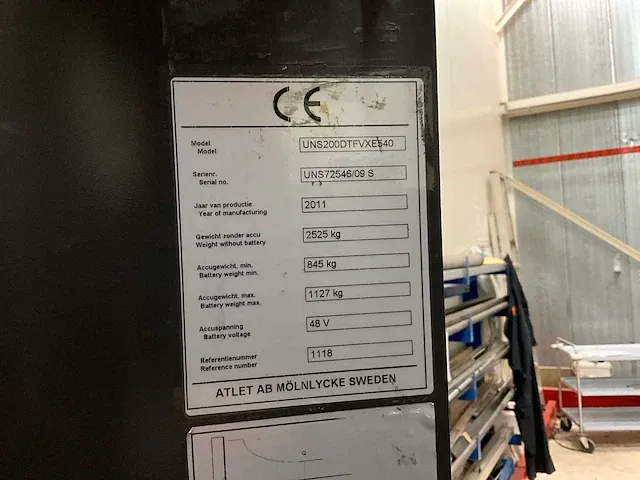 CE
Model
Model
UNS200DTFVXE540
Serienr.
Serial no.
UNS72546/09 S
Jaar van productie
Year of manufacturing
2011
Gewicht zonder accu
Weight without battery
2525 kg
Accugewicht, min.
Battery weight min.
845 kg
Accugewicht, max.
Battery weight max.
1127 kg
Accuspanning
Battery voltage
48 V
Referentienummer
Reference number
1118
ATLET AB MÖLNLYCKE SWEDEN